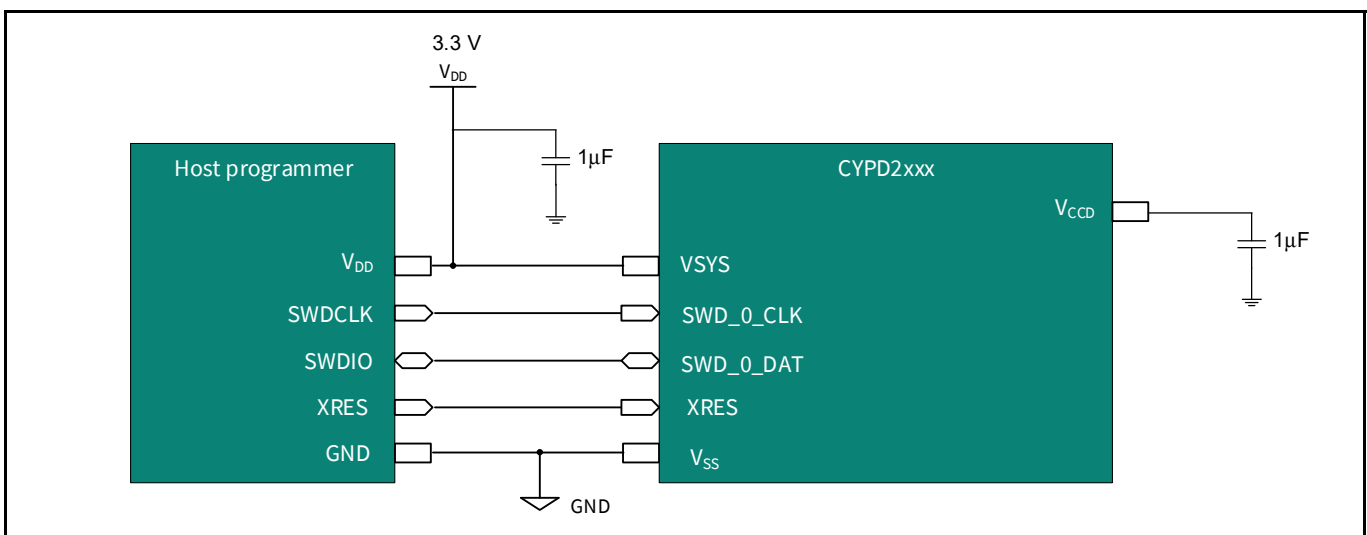 3.3 V
VDD
1μF
Host programmer
CYPD2xxx
VCCD
1μF
VDD
VSYS
SWDCLK
SWD_0_CLK
SWDIO
SWD_0_DAT
XRES
XRES
GND
VSS
GND